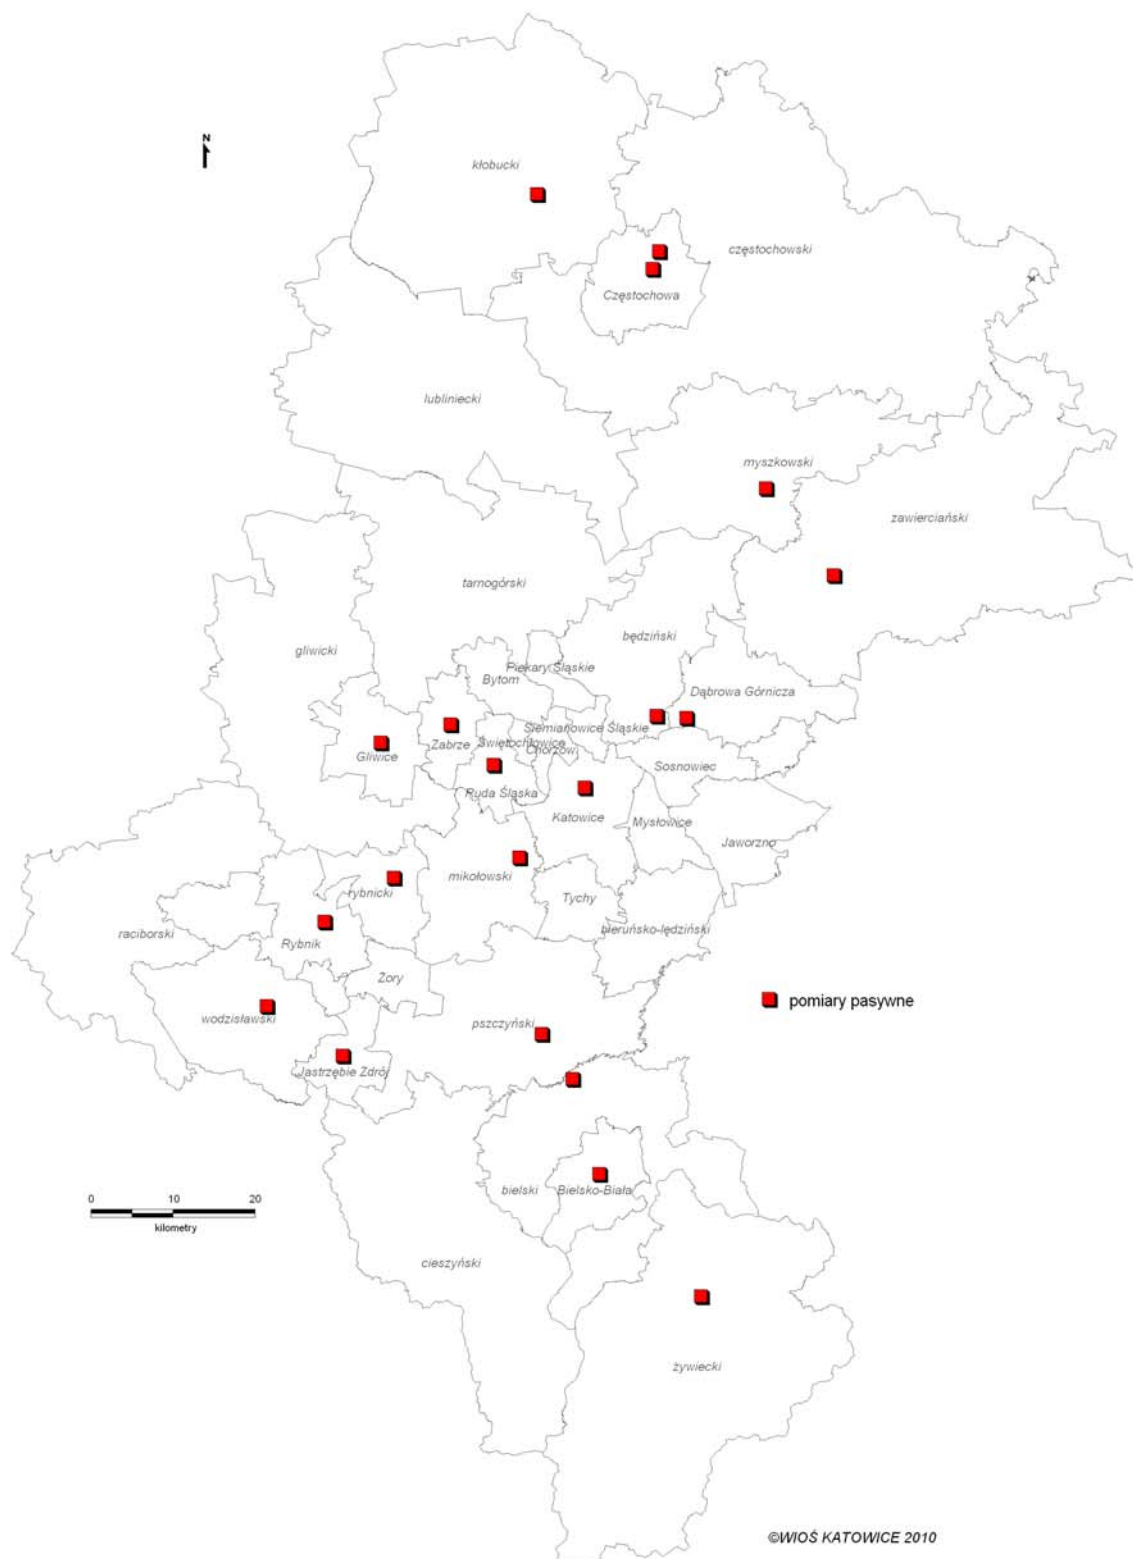 N
kłobucki
częstochowski
Częstochowa
lubliniecki
myszkowski
zawierciański
tarnogórski
będziński
gliwicki
Piekary Śląskie
Bytom
Dąbrowa Górnicza
Siemianowice Śląskie
Świętochłowice
Zabrze
Chorzów
Gliwice
Sosnowiec
Ruda Śląska
Katowice
Mysłowice
Jaworzno
mikołowski
rybnicki
Tychy
raciborski
bieruńsko-lędziński
Rybnik
Żory
pomiary pasywne
wodzisławski
pszczyński
Jastrzębie Zdrój
bielski
Bielsko-Biała
0 10 20
kilometry
cieszyński
żywiecki
©WIOŚ KATOWICE 2010